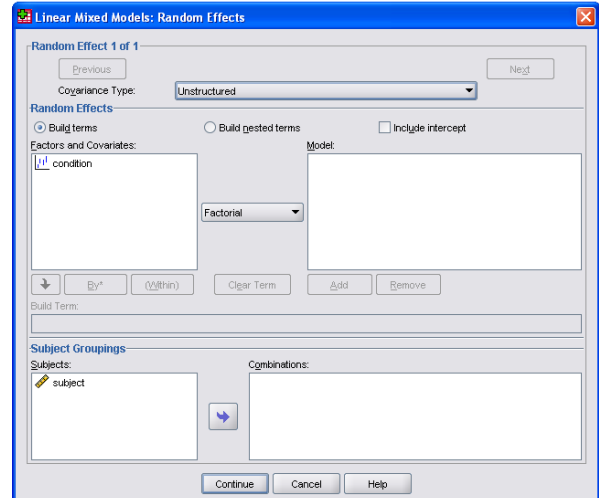 Linear Mixed Models: Random Effects
Random Effect 1 of 1
Previous
Next
Covariance Type:
Unstructured
Random Effects
Build terms
Build nested terms
Include intercept
Factors and Covariates:
Model:
condition
Factorial
By*
(Within)
Clear Term
Add
Remove
Build Term:
Subject Groupings
Subjects:
Combinations:
subject
Continue
Cancel
Help